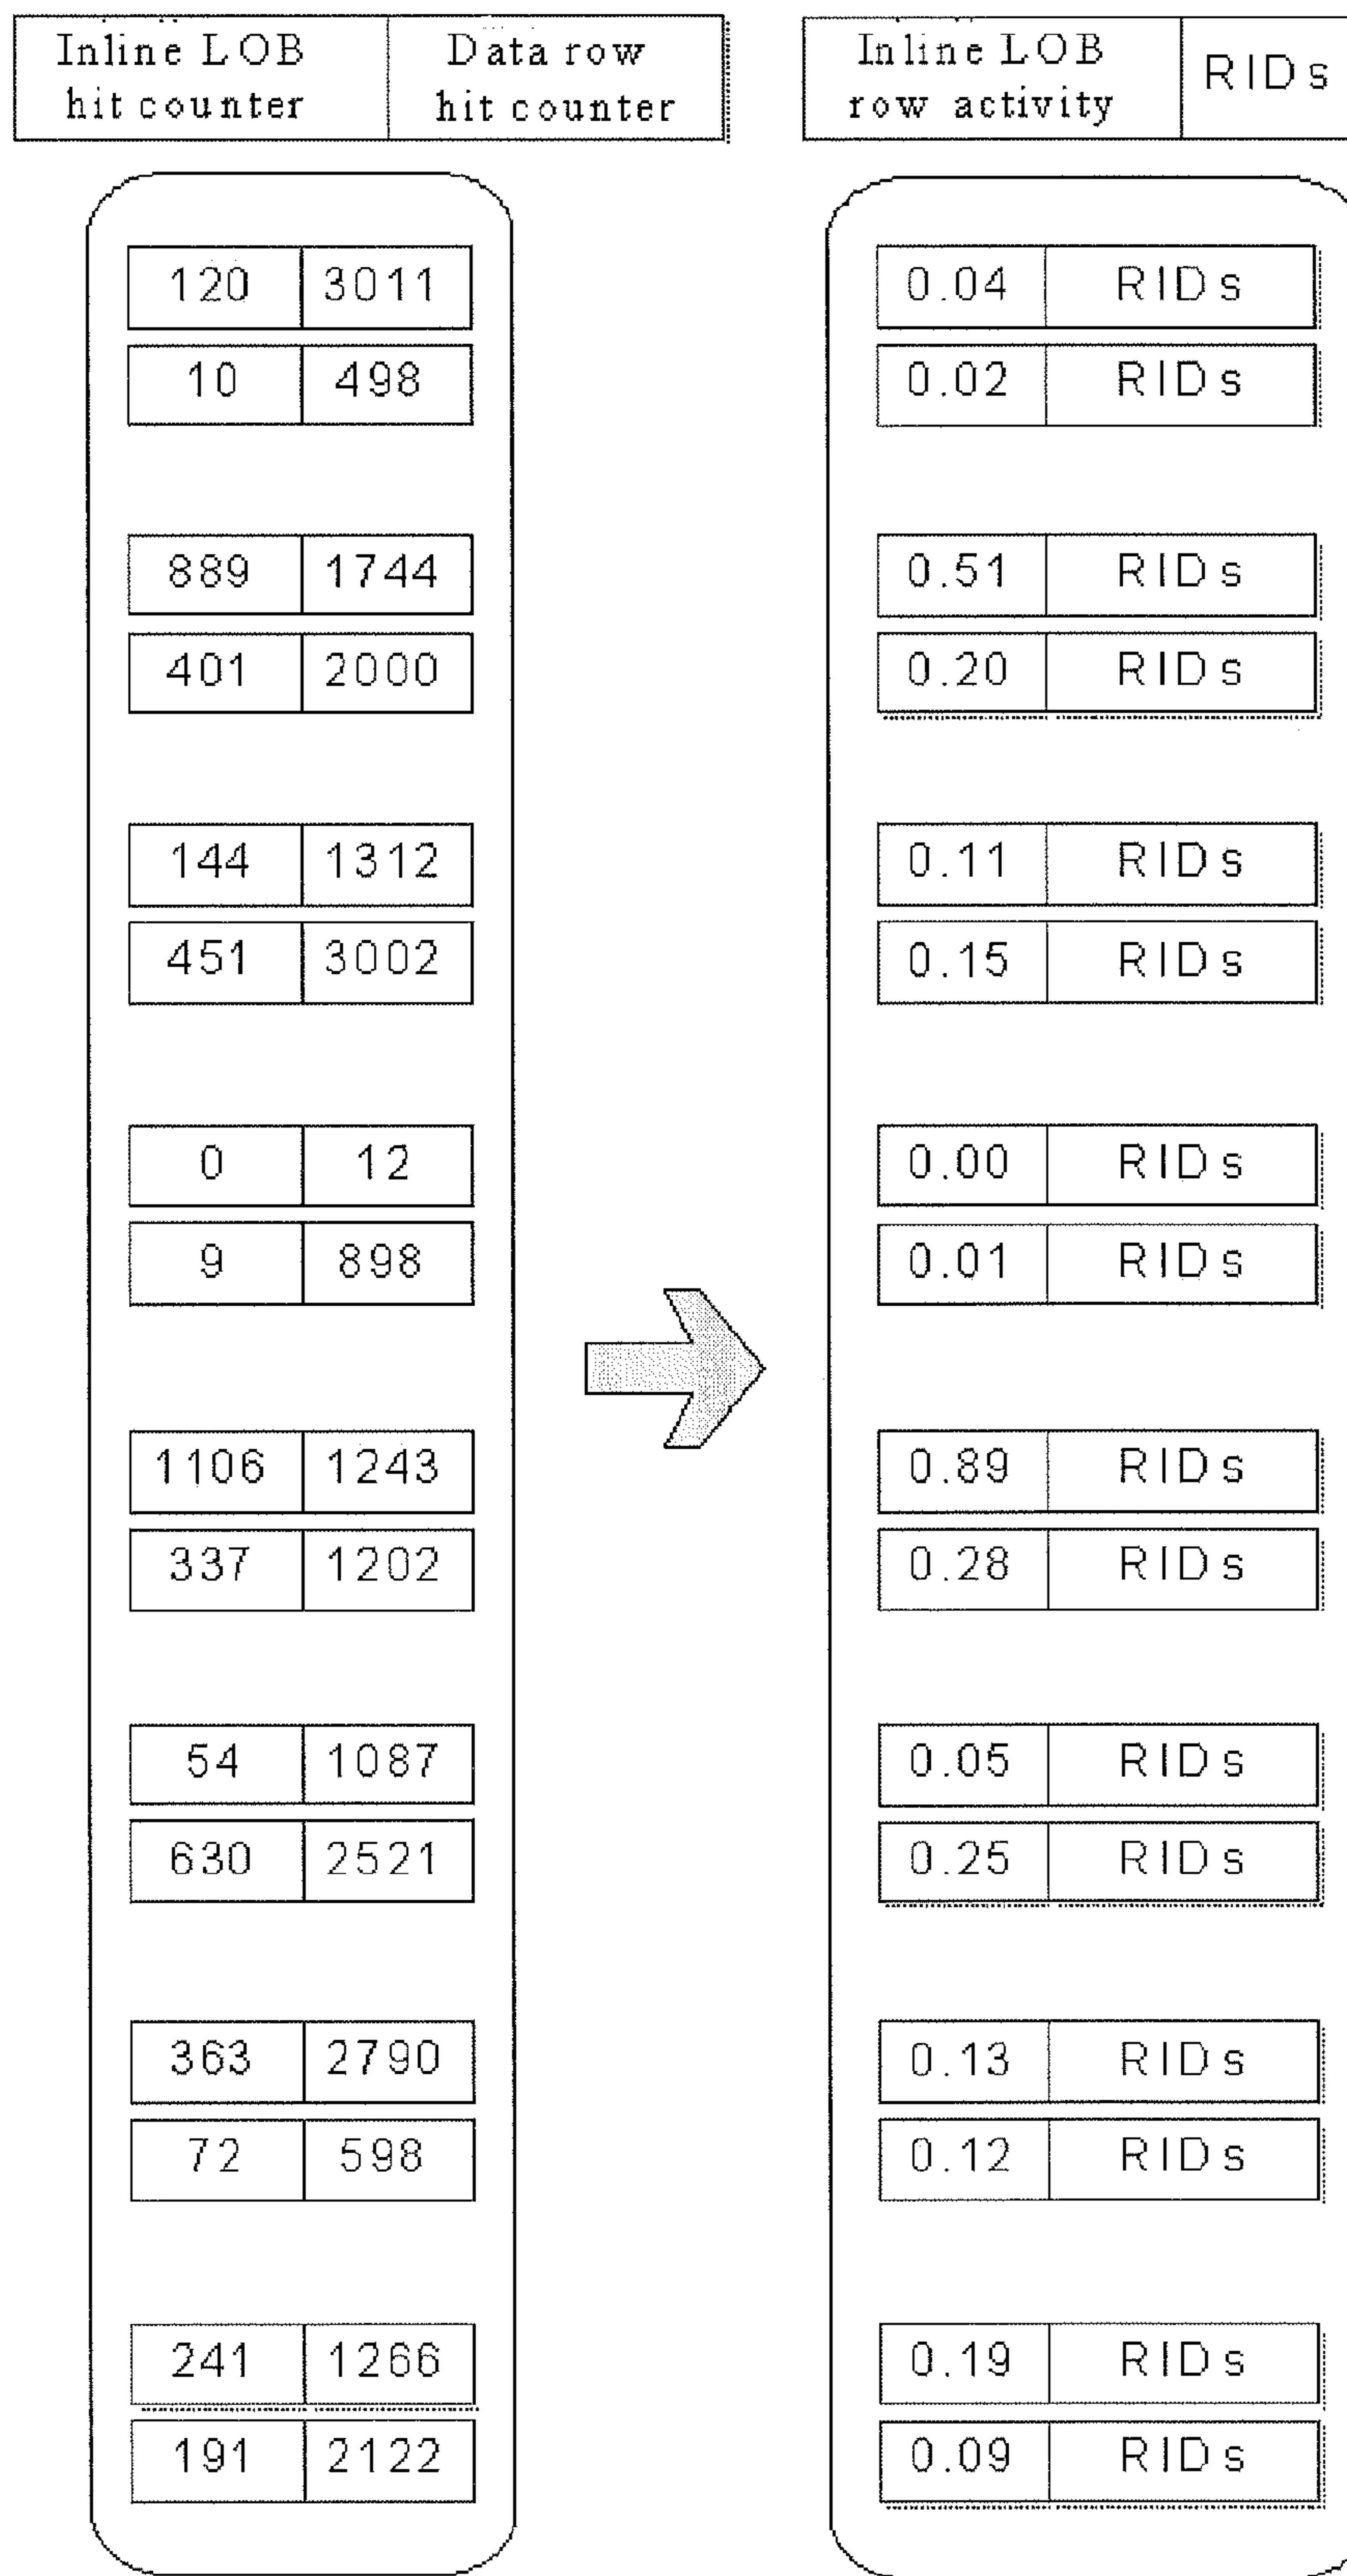 Inline LOB hit counter Data row hit counter Inline LOB row activity RIDs
120 3011 0.04 RIDs
10 498 0.02 RIDs
889 1744 0.51 RIDs
401 2000 0.20 RIDs
144 1312 0.11 RIDs
451 3002 0.15 RIDs
0 12 0.00 RIDs
9 898 0.01 RIDs
1106 1243 0.89 RIDs
337 1202 0.28 RIDs
54 1087 0.05 RIDs
630 2521 0.25 RIDs
363 2790 0.13 RIDs
72 598 0.12 RIDs
241 1266 0.19 RIDs
191 2122 0.09 RIDs